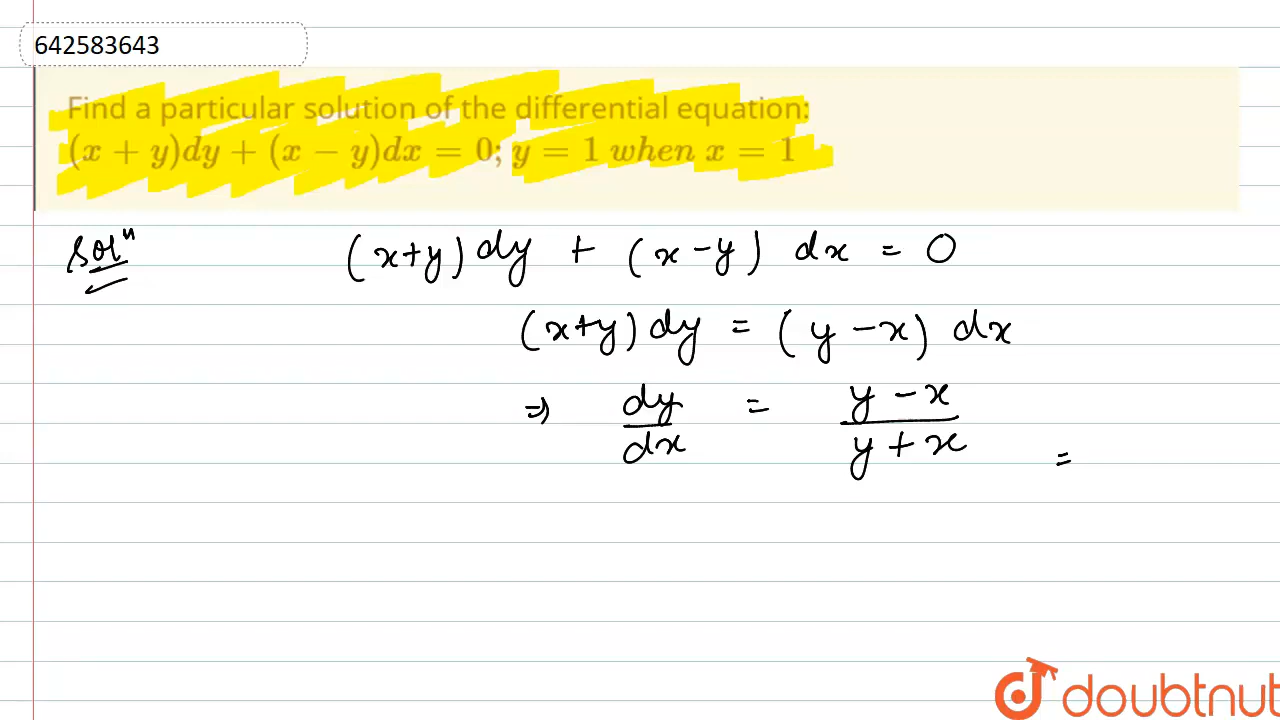 642583643
Find a particular solution of the differential equation:
(x + y)dy + (x − y)dx = 0; y = 1 when x = 1
Solⁿ (x+y) dy + (x−y) dx = 0
(x+y) dy = (y−x) dx
⇒ dy/dx = y−x/y+x =
doubtnut